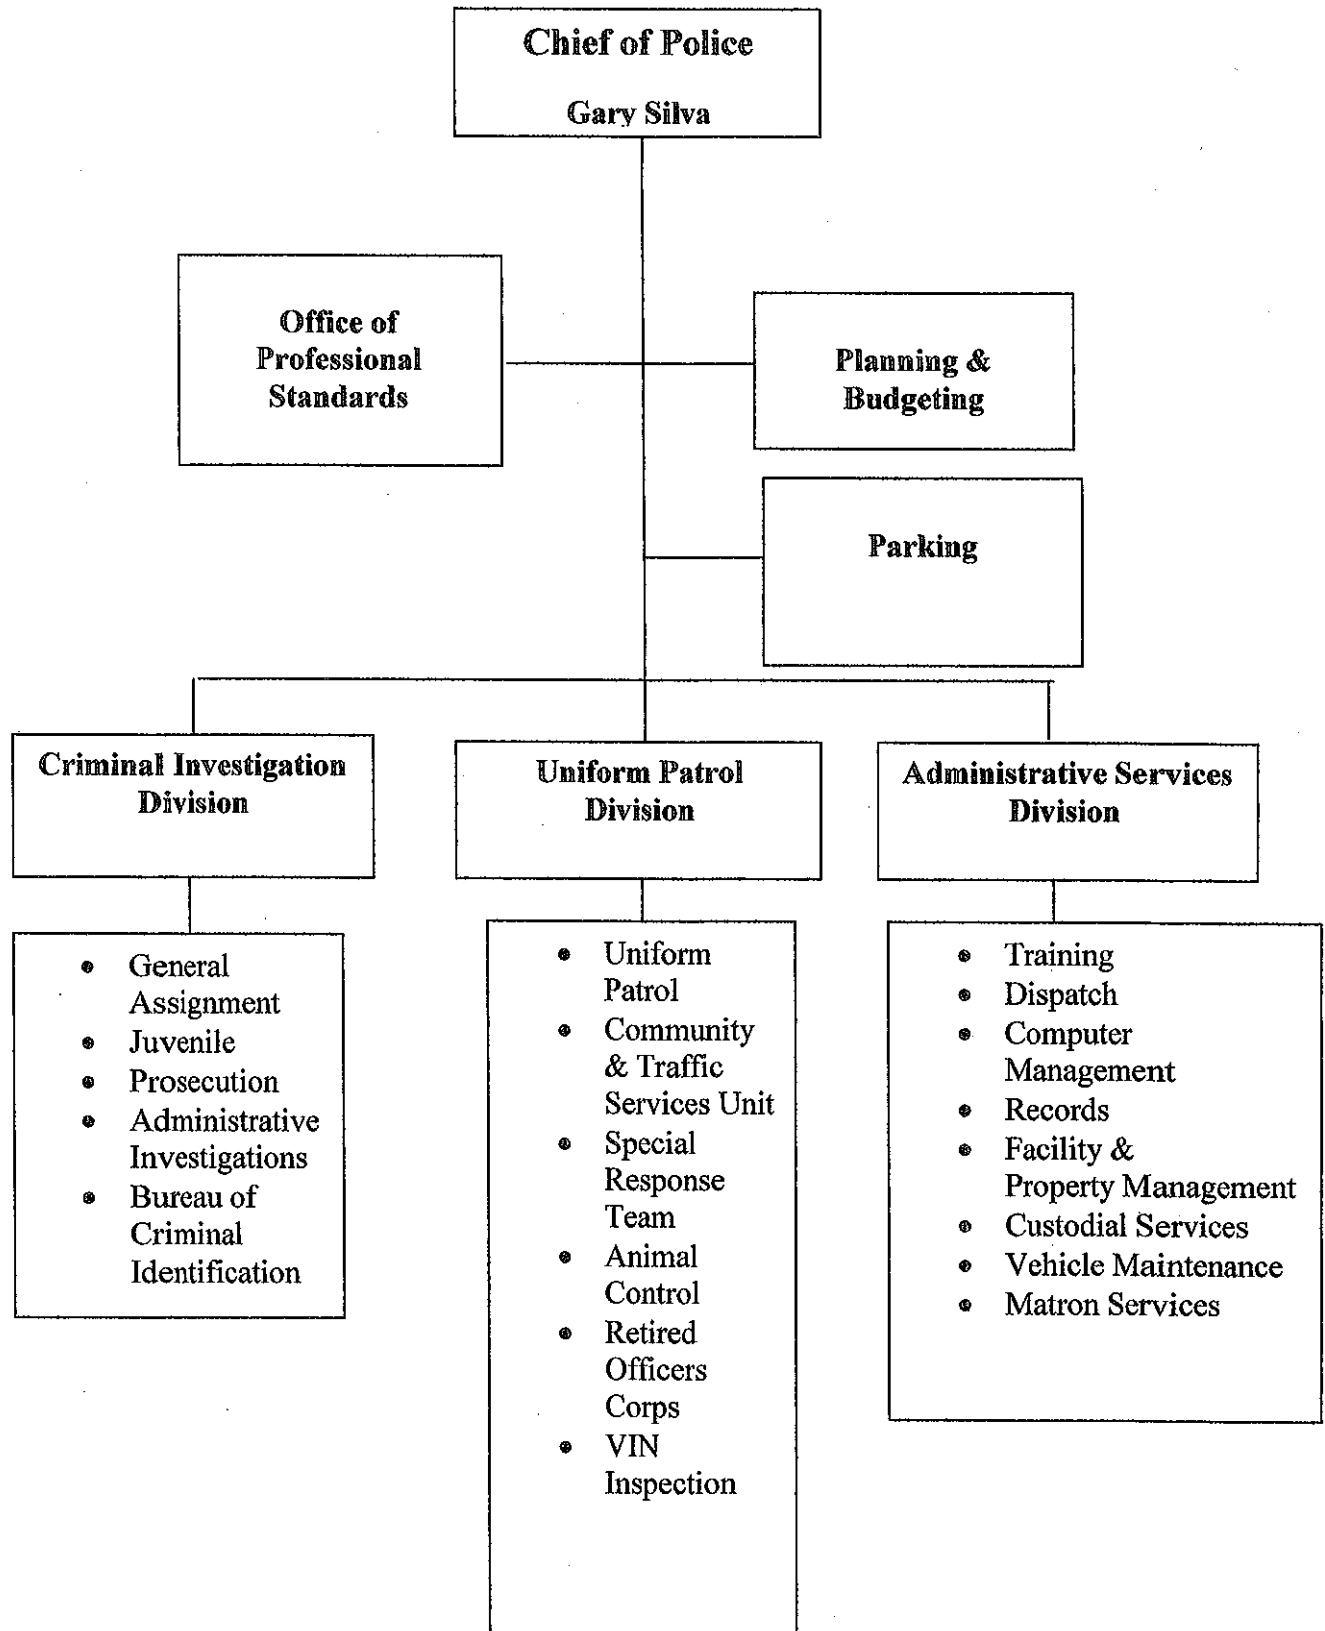 Chief of Police
Gary Silva
Office of
Professional
Standards
Planning &
Budgeting
Parking
Criminal Investigation
Division
Uniform Patrol
Division
Administrative Services
Division
• General
Assignment
• Juvenile
• Prosecution
• Administrative
Investigations
• Bureau of
Criminal
Identification
• Uniform
Patrol
• Community
& Traffic
Services Unit
• Special
Response
Team
• Animal
Control
• Retired
Officers
Corps
• VIN
Inspection
• Training
• Dispatch
• Computer
Management
• Records
• Facility &
Property Management
• Custodial Services
• Vehicle Maintenance
• Matron Services